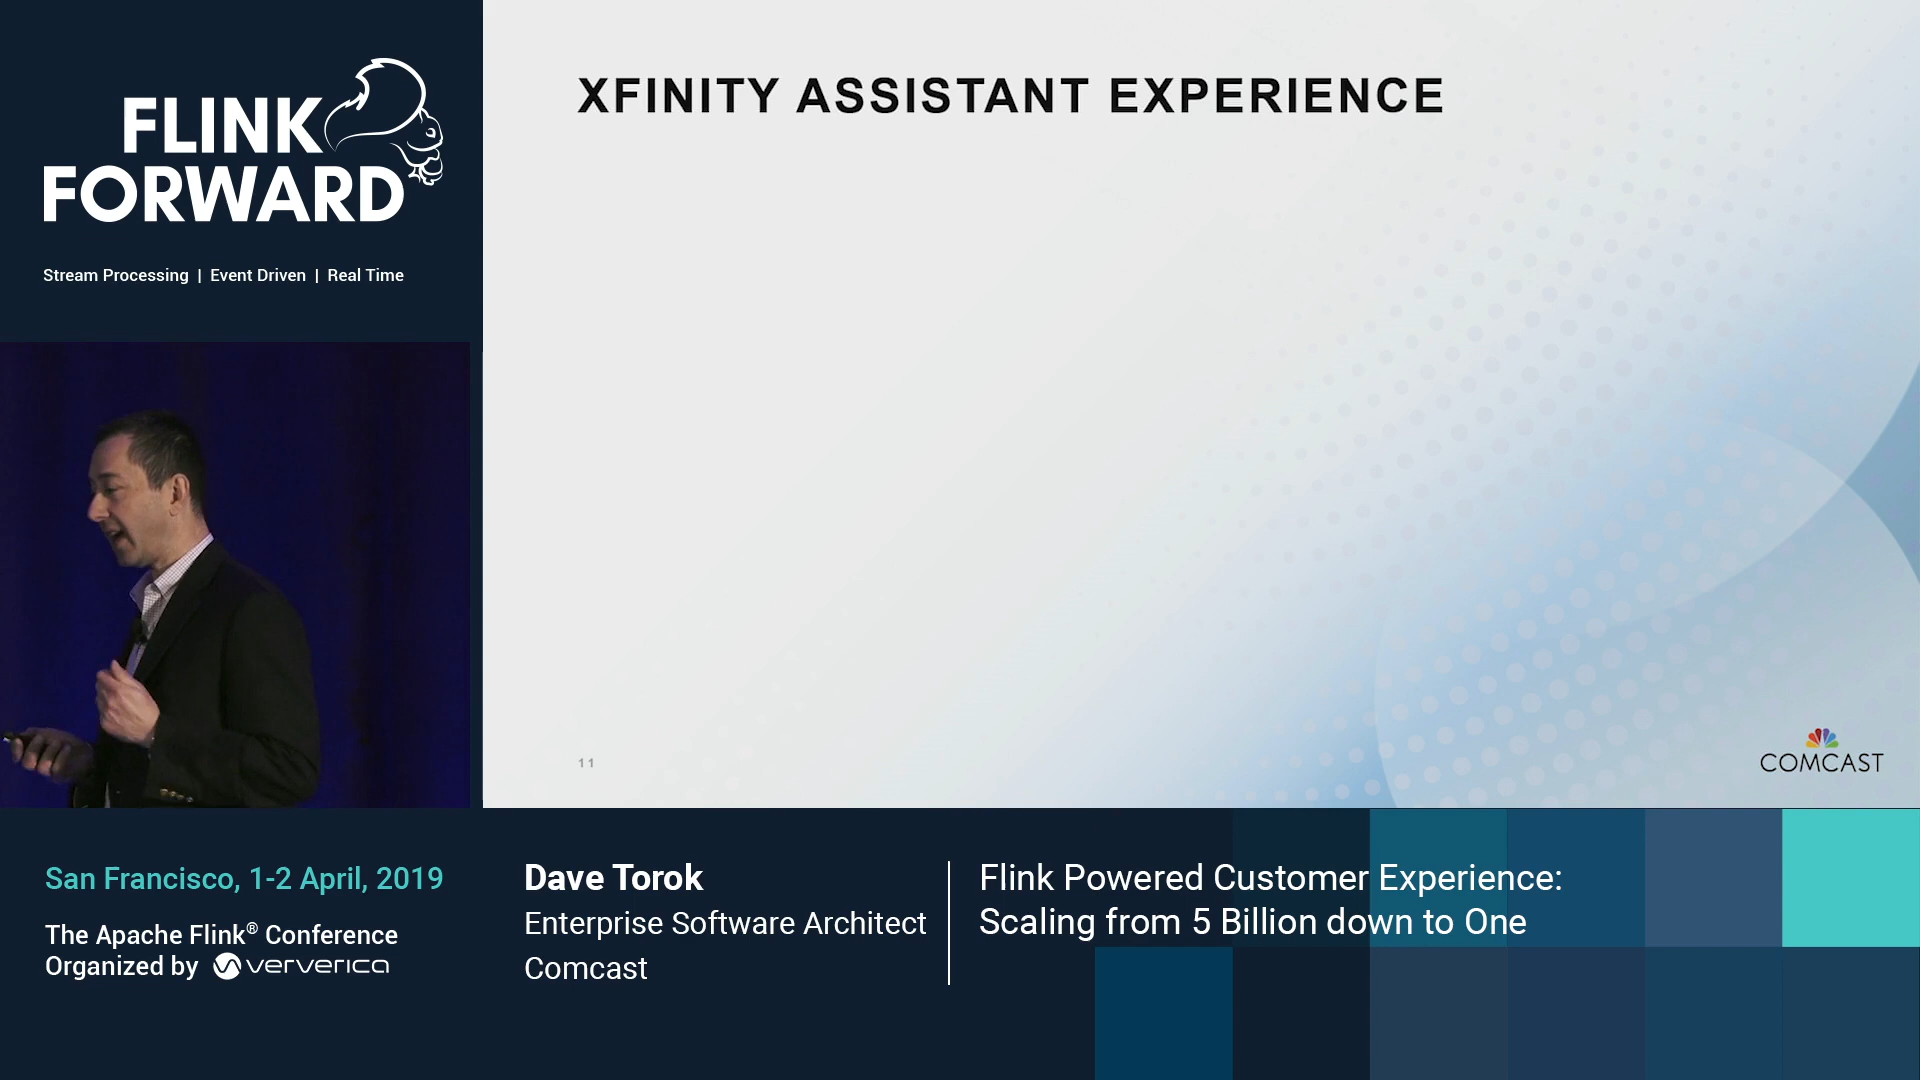 FLINK
FORWARD
Stream Processing | Event Driven | Real Time
XFINITY ASSISTANT EXPERIENCE
11
COMCAST
San Francisco, 1-2 April, 2019
The Apache Flink® Conference
Organized by ververica
Dave Torok
Enterprise Software Architect
Comcast
Flink Powered Customer Experience:
Scaling from 5 Billion down to One